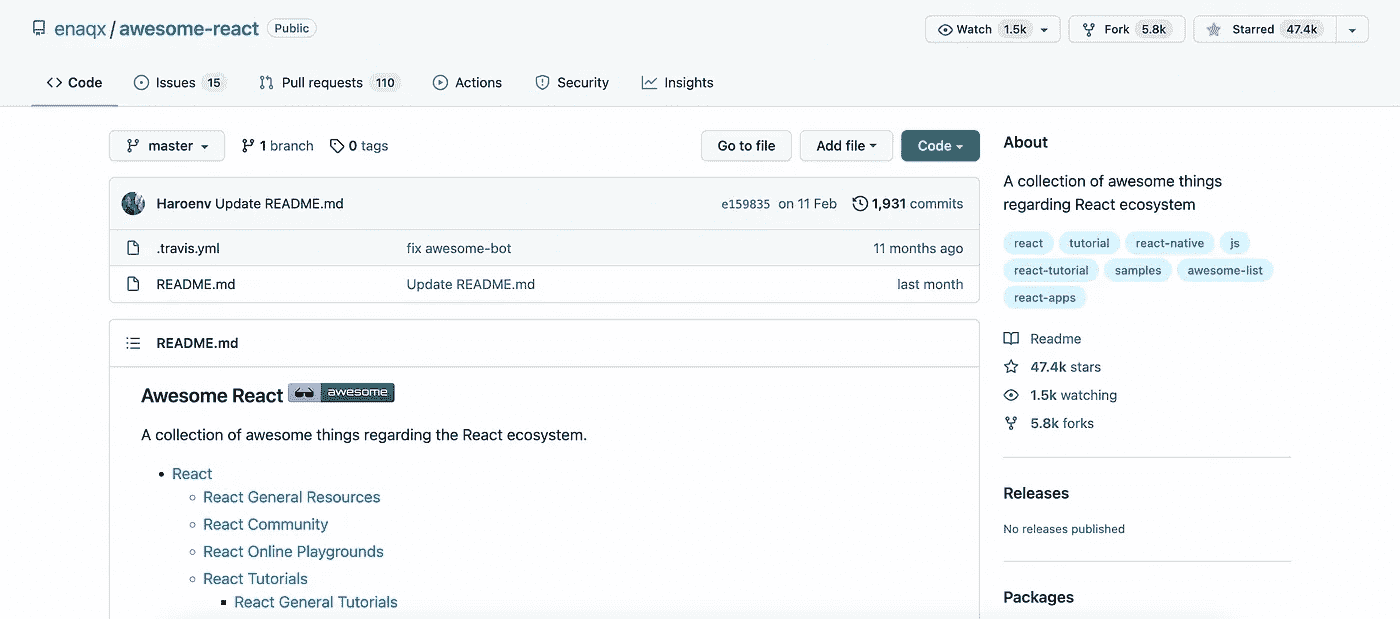 enaqx / awesome-react Public
Watch 1.5k Fork 5.8k Starred 47.4k
Code Issues 15 Pull requests 110 Actions Security Insights
master 1 branch 0 tags Go to file Add file Code
Haroenv Update README.md e159835 on 11 Feb 1,931 commits
.travis.yml fix awesome-bot 11 months ago
README.md Update README.md last month
README.md
Awesome React awesome
A collection of awesome things regarding the React ecosystem.
• React
◦ React General Resources
◦ React Community
◦ React Online Playgrounds
◦ React Tutorials
▪ React General Tutorials
About
A collection of awesome things
regarding React ecosystem
react tutorial react-native js
react-tutorial samples awesome-list
react-apps
Readme
47.4k stars
1.5k watching
5.8k forks
Releases
No releases published
Packages